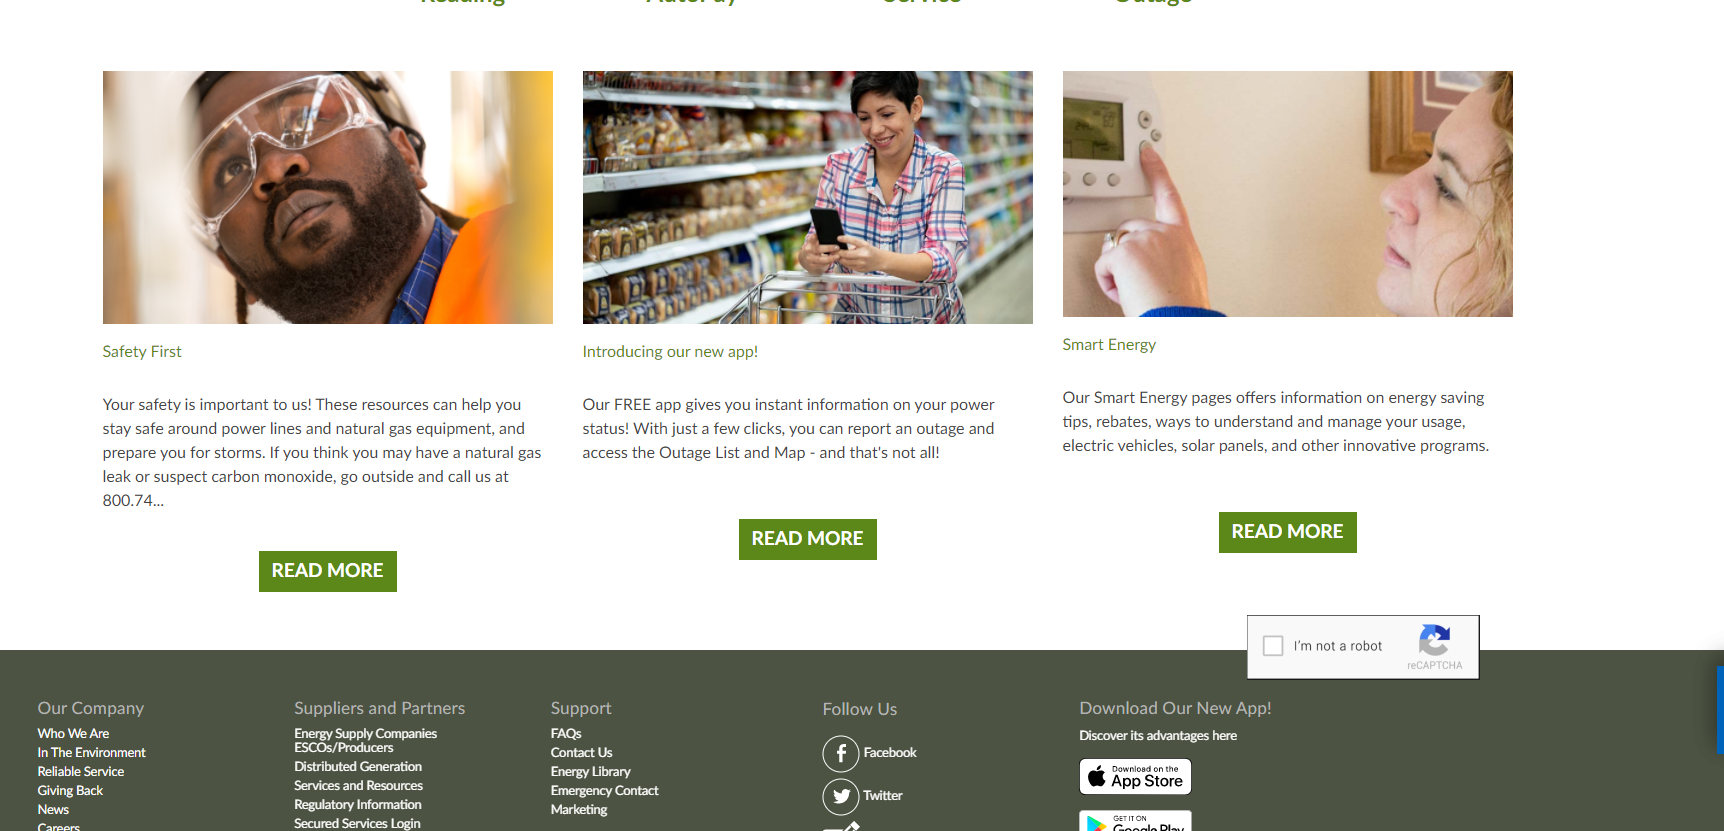 Reading
AutoPay
Service
Outage
Safety First
Your safety is important to us! These resources can help you
stay safe around power lines and natural gas equipment, and
prepare you for storms. If you think you may have a natural gas
leak or suspect carbon monoxide, go outside and call us at
800.74...
READ MORE
Introducing our new app!
Our FREE app gives you instant information on your power
status! With just a few clicks, you can report an outage and
access the Outage List and Map - and that's not all!
READ MORE
Smart Energy
Our Smart Energy pages offers information on energy saving
tips, rebates, ways to understand and manage your usage,
electric vehicles, solar panels, and other innovative programs.
READ MORE
I'm not a robot
reCAPTCHA
Our Company
Who We Are
In The Environment
Reliable Service
Giving Back
News
Careers
Suppliers and Partners
Energy Supply Companies
ESCOs/Producers
Distributed Generation
Services and Resources
Regulatory Information
Secured Services Login
Support
FAQs
Contact Us
Energy Library
Emergency Contact
Marketing
Follow Us
Facebook
Twitter
Download Our New App!
Discover its advantages here
Download on the
App Store
GET IT ON
Google Play